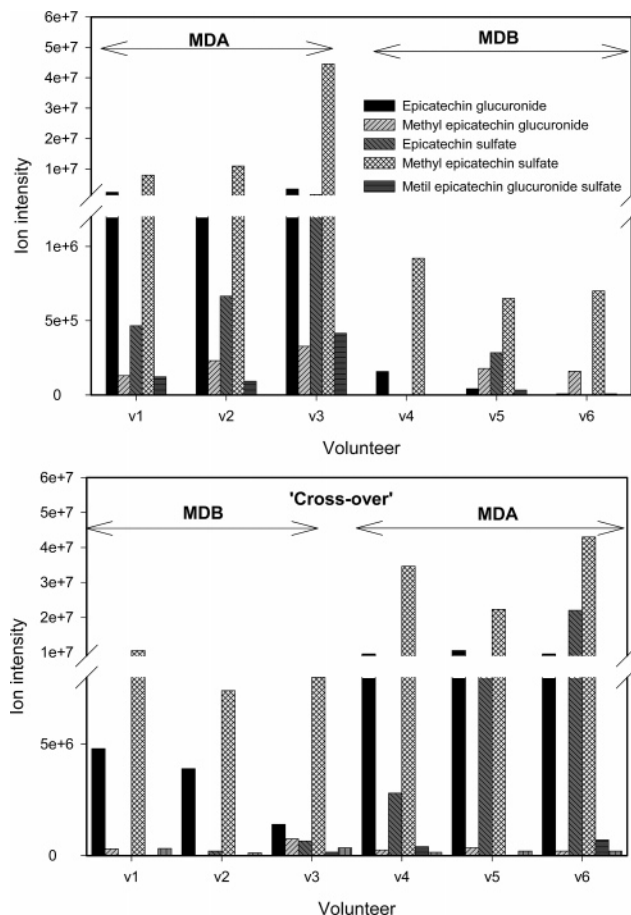 6e+7
MDA
MDB
5e+7
4e+7
3e+7
2e+7
1e+7
Epicatechin glucuronide
Methyl epicatechin glucuronide
Epicatechin sulfate
Methyl epicatechin sulfate
Metil epicatechin glucuronide sulfate
Ion intensity
1e+6
5e+5
0
v1 v2 v3 v4 v5 v6
Volunteer
6e+7
'Cross-over'
5e+7
MDB
MDA
4e+7
3e+7
2e+7
1e+7
Ion intensity
5e+6
0
v1 v2 v3 v4 v5 v6
Volunteer